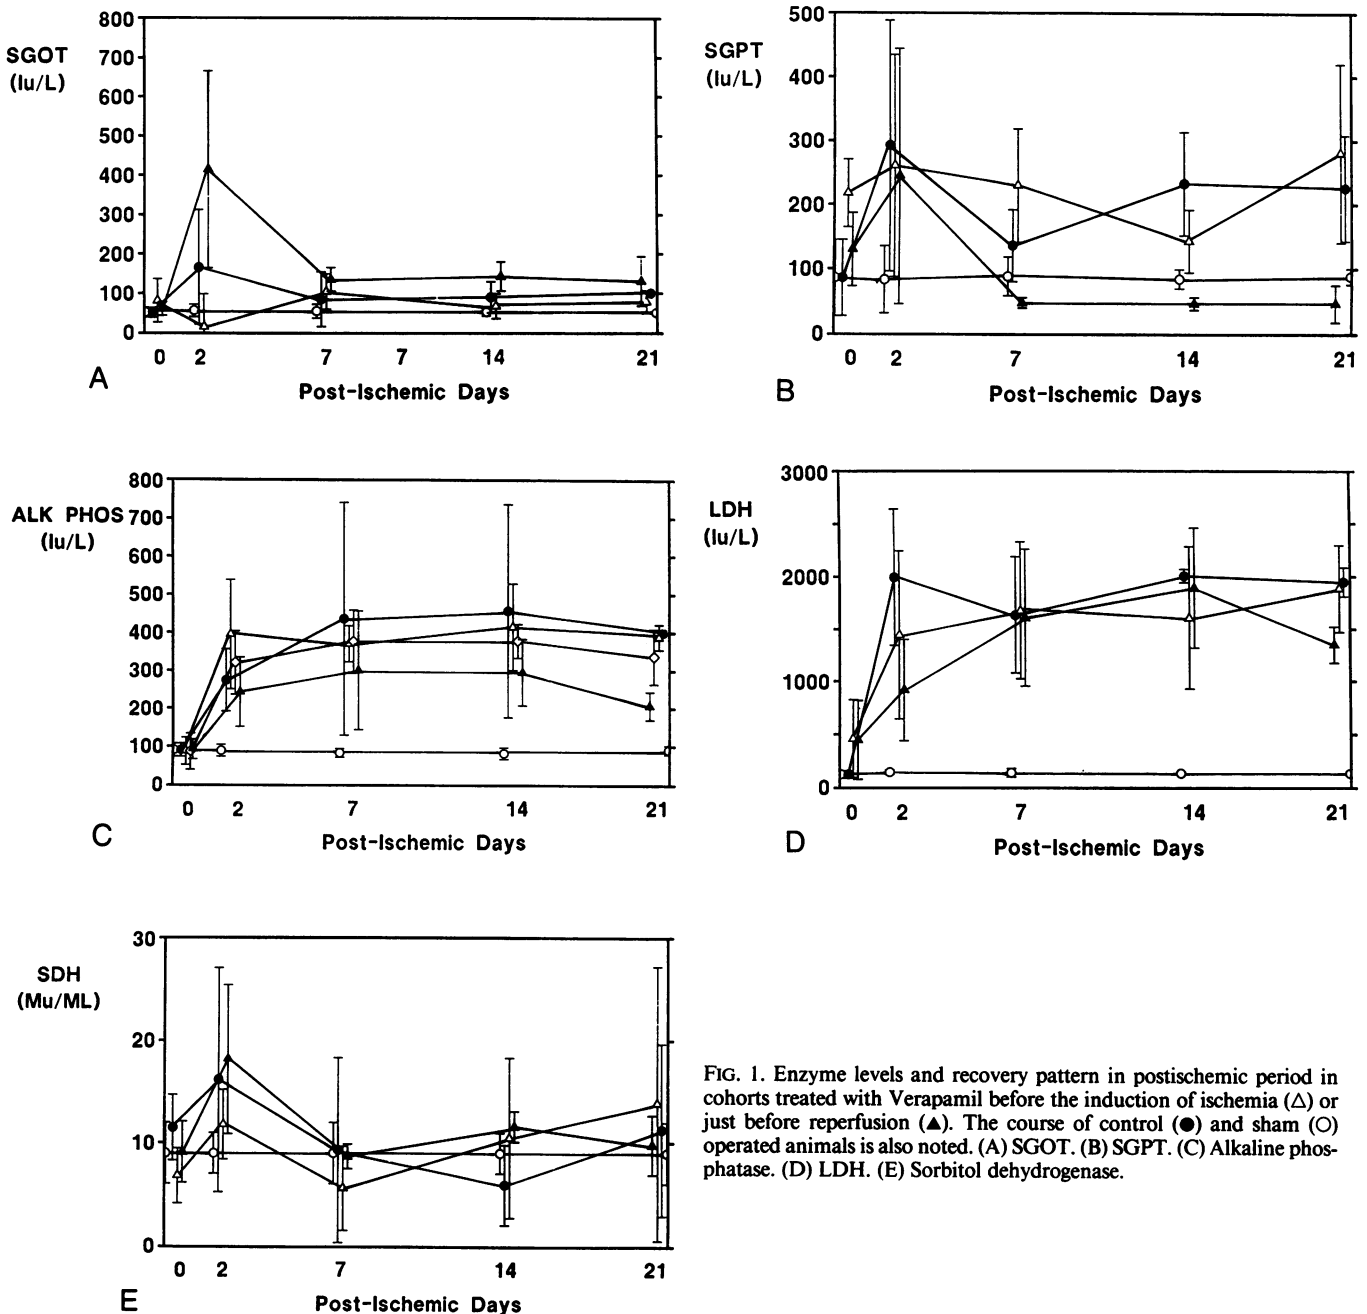 SGOT
(Iu/L)
800
700
600
500
400
300
200
100
0
0 2 7 7 14 21
Post-Ischemic Days
A
SGPT
(Iu/L)
500
400
300
200
100
0
0 2 7 14 21
Post-Ischemic Days
B
ALK PHOS
(Iu/L)
800
700
600
500
400
300
200
100
0
0 2 7 14 21
Post-Ischemic Days
C
LDH
(Iu/L)
3000
2000
1000
0
0 2 7 14 21
Post-Ischemic Days
D
SDH
(Mu/ML)
30
20
10
0
0 2 7 14 21
Post-Ischemic Days
E
FIG. 1. Enzyme levels and recovery pattern in postischemic period in
cohorts treated with Verapamil before the induction of ischemia (△) or
just before reperfusion (▲). The course of control (●) and sham (○)
operated animals is also noted. (A) SGOT. (B) SGPT. (C) Alkaline phos-
phatase. (D) LDH. (E) Sorbitol dehydrogenase.